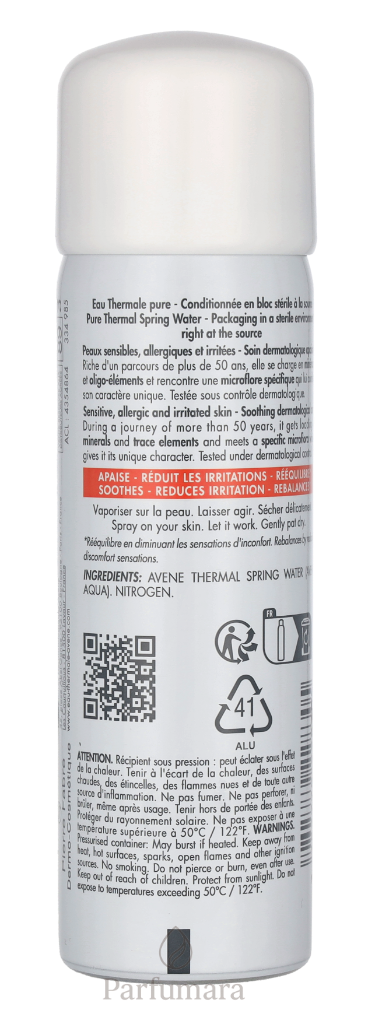 Eau Thermale pure - Conditionnée en bloc stérile à la
Pure Thermal Spring Water - Packaging in a sterile
right at the source
Peaux sensibles, allergiques et irritées - Soin dermatologique
Riche d'un parcours de plus de 50 ans, elle se charge en
et oligo-éléments et rencontre une microflore spécifique qui lui
son caractère unique. Testée sous contrôle dermatologique.
Sensitive, allergic and irritated skin - Soothing
During a journey of more than 50 years, it gets
minerals and trace elements and meets a specific
gives it its unique character. Tested under dermatological
APAISE - RÉDUIT LES IRRITATIONS -
SOOTHES - REDUCES IRRITATION -
Vaporiser sur la peau. Laisser agir. Sécher
Spray on your skin. Let it work. Gently pat dry.
*Rééquilibre en diminuant les sensations d'inconfort. Rebalances by
discomfort sensations.
INGREDIENTS: AVENE THERMAL SPRING WATER
AQUA). NITROGEN.
FR
41
ALU
ATTENTION. Récipient sous pression : peut éclater sous l'effet
de la chaleur. Tenir à l'écart de la chaleur, des surfaces
chaudes, des étincelles, des flammes nues et de toute autre
source d'inflammation. Ne pas fumer. Ne pas perforer, ni
brûler, même après usage. Tenir hors de portée des enfants.
Protéger du rayonnement solaire. Ne pas exposer à une
température supérieure à 50°C / 122°F. WARNINGS.
Pressurised container: May burst if heated. Keep away from
heat, hot surfaces, sparks, open flames and other ignition
sources. No smoking. Do not pierce or burn, even after use.
Keep out of reach of children. Protect from sunlight. Do not
expose to temperatures exceeding 50°C / 122°F.
ACL : 4354864
334 985
Pierre Fabre
Dermo-Cosmétique
Parfumara